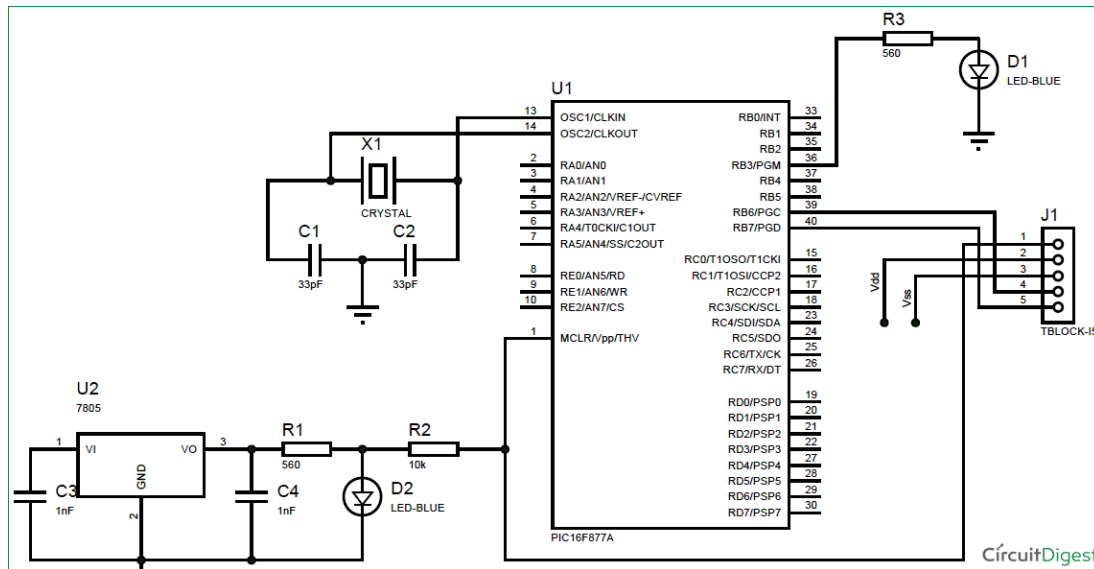 R3
560
D1
LED-BLUE
U1
13
OSC1/CLKIN
14
OSC2/CLKOUT
2
RA0/AN0
3
RA1/AN1
4
RA2/AN2/VREF-/CVREF
5
RA3/AN3/VREF+
6
RA4/T0CKI/C1OUT
7
RA5/AN4/SS/C2OUT
8
RE0/AN5/RD
9
RE1/AN6/WR
10
RE2/AN7/CS
1
MCLR/Vpp/THV
RB0/INT
33
RB1
34
RB2
35
RB3/PGM
36
RB4
37
RB5
38
RB6/PGC
39
RB7/PGD
40
RC0/T1OSO/T1CKI
15
RC1/T1OSI/CCP2
16
RC2/CCP1
17
RC3/SCK/SCL
18
RC4/SDI/SDA
23
RC5/SDO
24
RC6/TX/CK
25
RC7/RX/DT
26
RD0/PSP0
19
RD1/PSP1
20
RD2/PSP2
21
RD3/PSP3
22
RD4/PSP4
27
RD5/PSP5
28
RD6/PSP6
29
RD7/PSP7
30
PIC16F877A
X1
CRYSTAL
C1
33pF
C2
33pF
J1
1
2
3
4
5
TBLOCK-I5
Vdd
Vss
U2
7805
1
VI
VO
3
GND
2
C3
1nF
C4
1nF
R1
560
R2
10k
D2
LED-BLUE
CircuitDigest